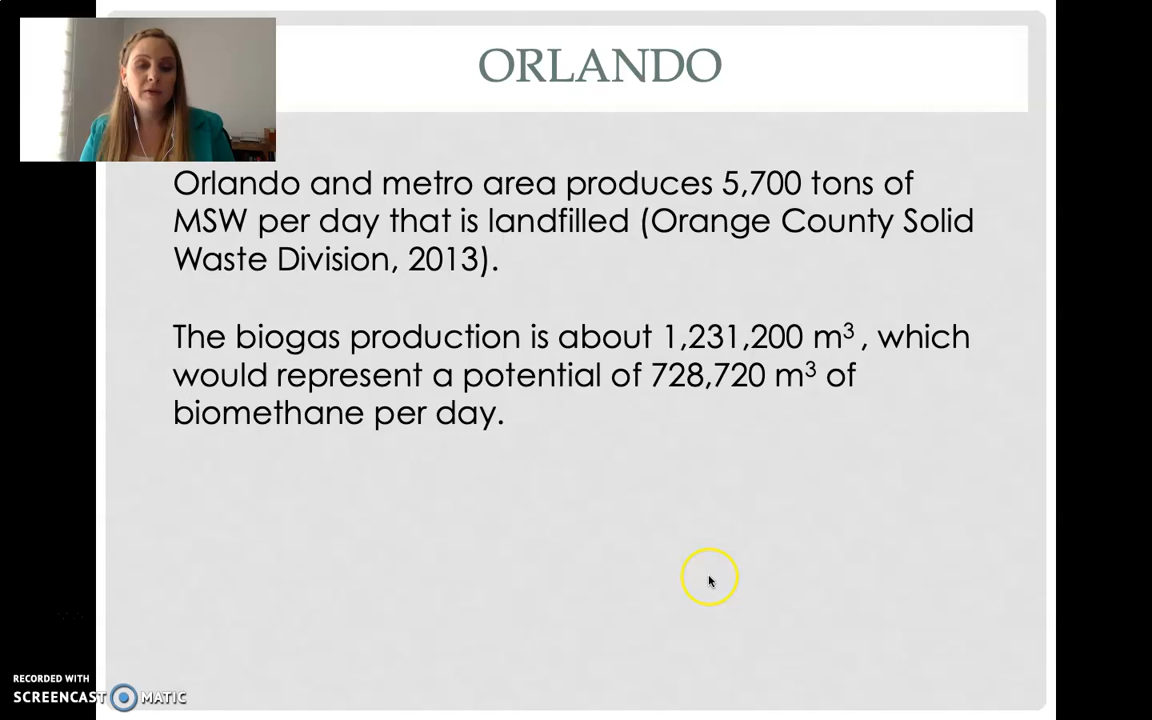 ORLANDO
Orlando and metro area produces 5,700 tons of
MSW per day that is landfilled (Orange County Solid
Waste Division, 2013).
The biogas production is about 1,231,200 m³ , which
would represent a potential of 728,720 m³ of
biomethane per day.
RECORDED WITH
SCREENCAST MATIC